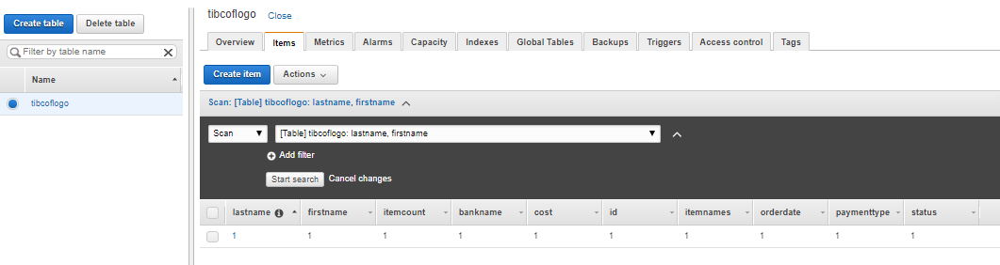 Create table Delete table
Filter by table name
Name
tibcoflogo
tibcoflogo Close
Overview Items Metrics Alarms Capacity Indexes Global Tables Backups Triggers Access control Tags
Create item Actions
Scan: [Table] tibcoflogo: lastname, firstname
Scan [Table] tibcoflogo: lastname, firstname
Add filter
Start search Cancel changes
lastname firstname itemcount bankname cost id itemnames orderdate paymenttype status
1 1 1 1 1 1 1 1 1 1